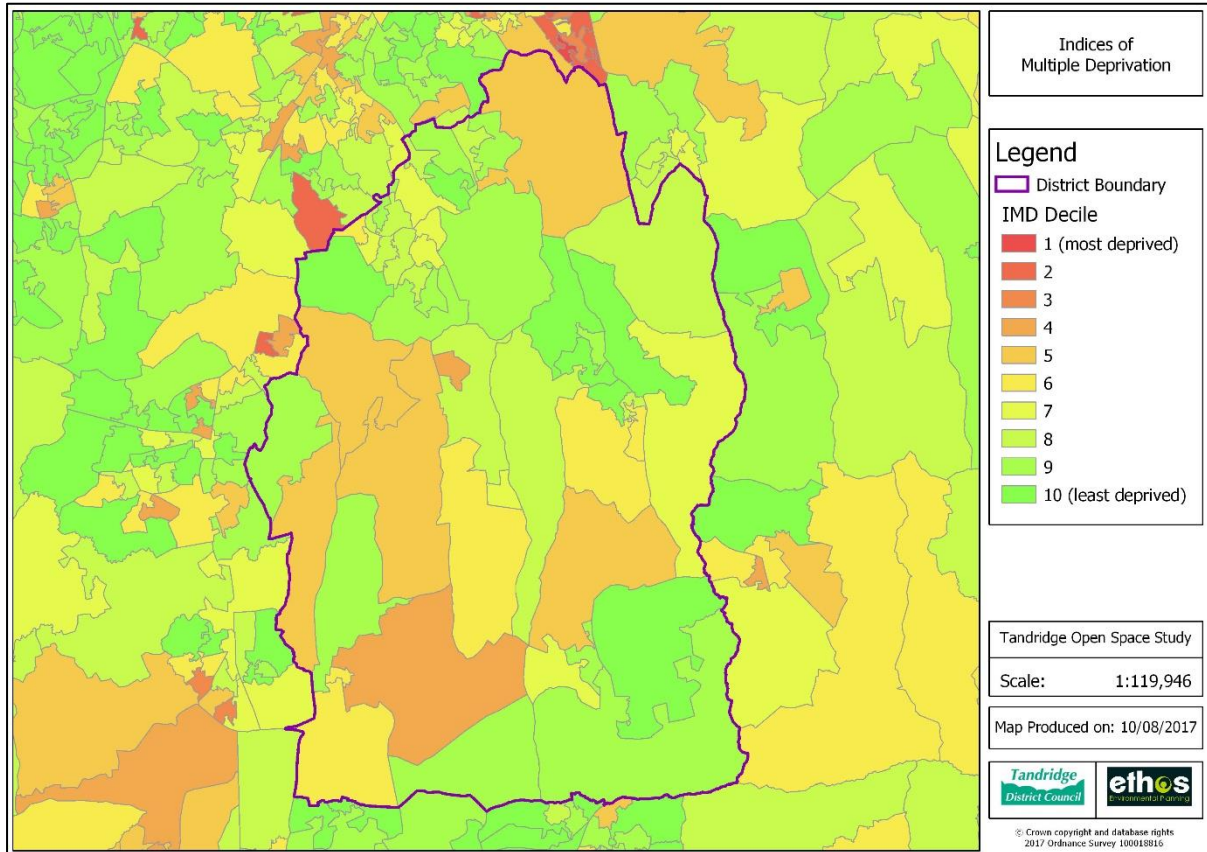 Indices of
Multiple Deprivation
Legend
District Boundary
IMD Decile
1 (most deprived)
2
3
4
5
6
7
8
9
10 (least deprived)
Tandridge Open Space Study
Scale: 1:119,946
Map Produced on: 10/08/2017
Tandridge
District Council
ethos
Environmental Planning
© Crown copyright and database rights
2017 Ordnance Survey 100018816